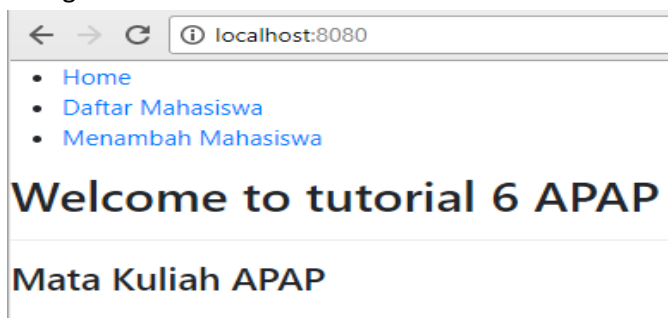 localhost:8080
Home
Daftar Mahasiswa
Menambah Mahasiswa
Welcome to tutorial 6 APAP
Mata Kuliah APAP